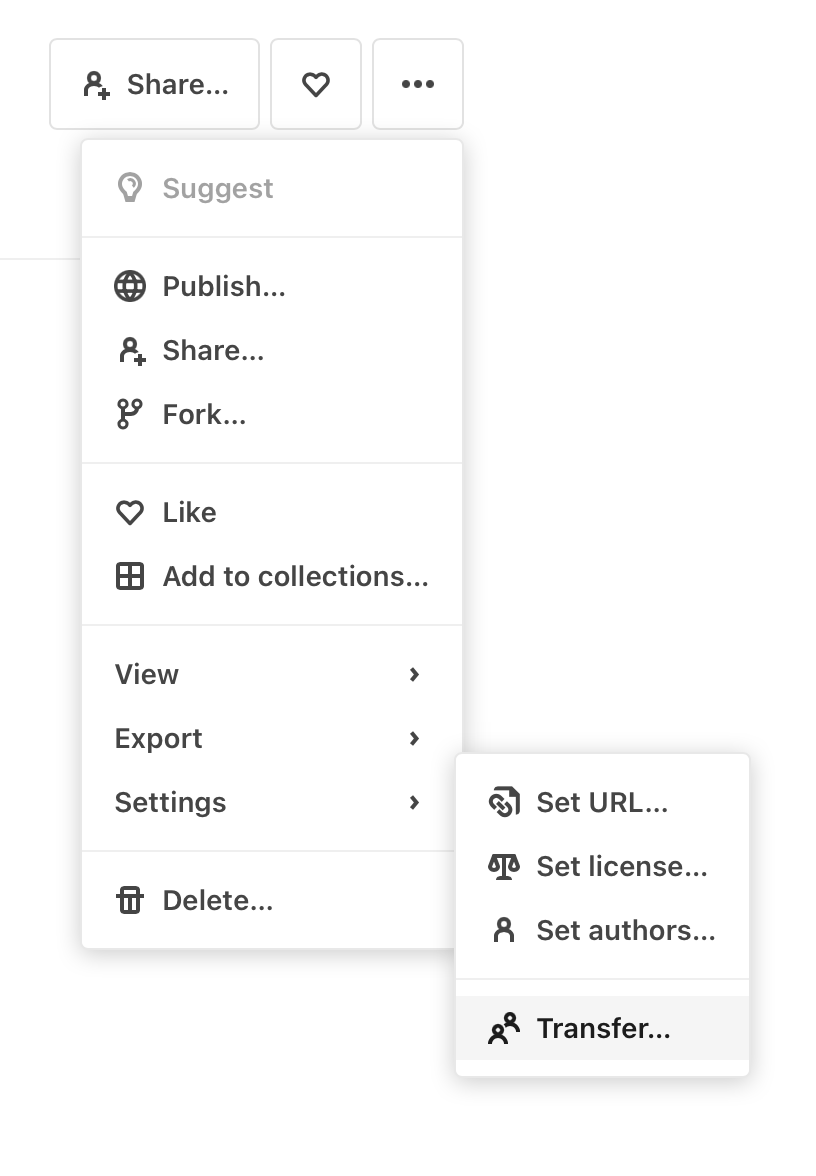 Share...
Suggest
Publish...
Share...
Fork...
Like
Add to collections...
View
Export
Settings
Set URL...
Set license...
Set authors...
Delete...
Transfer...